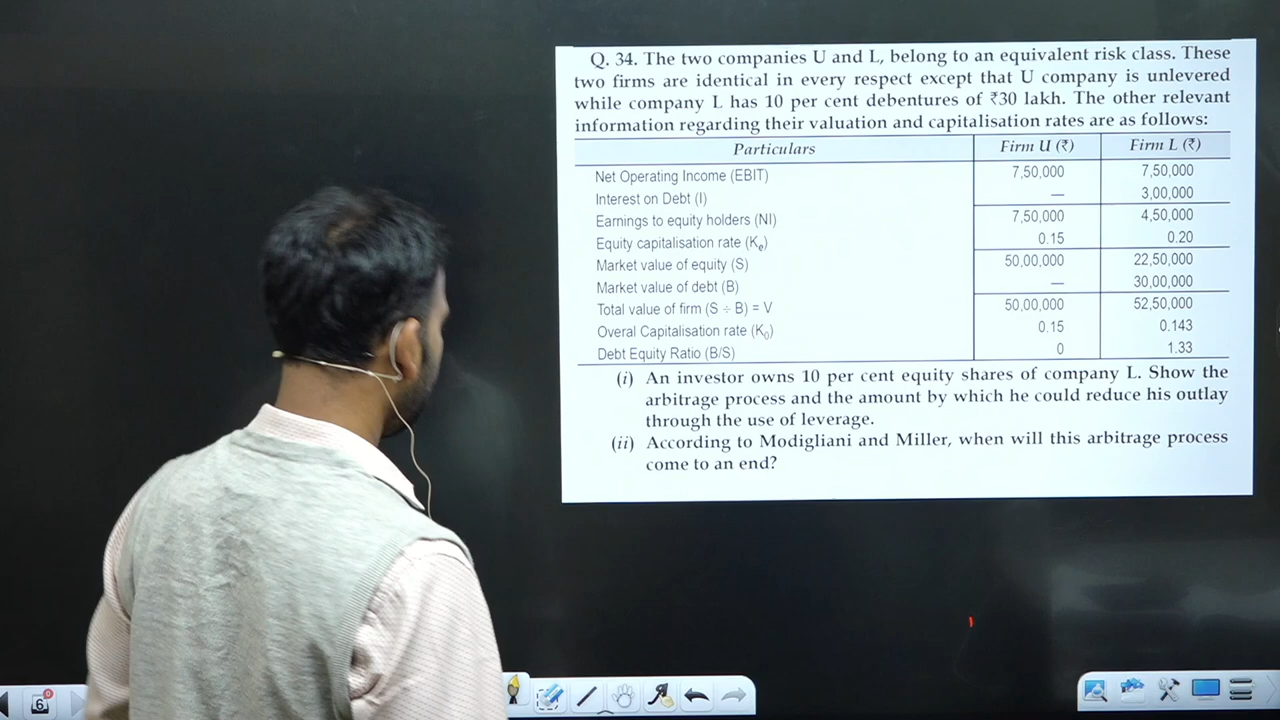 Q. 34. The two companies U and L, belong to an equivalent risk class. These
two firms are identical in every respect except that U company is unlevered
while company L has 10 per cent debentures of ₹30 lakh. The other relevant
information regarding their valuation and capitalisation rates are as follows:
Particulars Firm U (₹) Firm L (₹)
Net Operating Income (EBIT) 7,50,000 7,50,000
Interest on Debt (I) — 3,00,000
Earnings to equity holders (NI) 7,50,000 4,50,000
Equity capitalisation rate (Ke) 0.15 0.20
Market value of equity (S) 50,00,000 22,50,000
Market value of debt (B) — 30,00,000
Total value of firm (S ÷ B) = V 50,00,000 52,50,000
Overal Capitalisation rate (K0) 0.15 0.143
Debt Equity Ratio (B/S) 0 1.33
(i) An investor owns 10 per cent equity shares of company L. Show the
arbitrage process and the amount by which he could reduce his outlay
through the use of leverage.
(ii) According to Modigliani and Miller, when will this arbitrage process
come to an end?
6 0